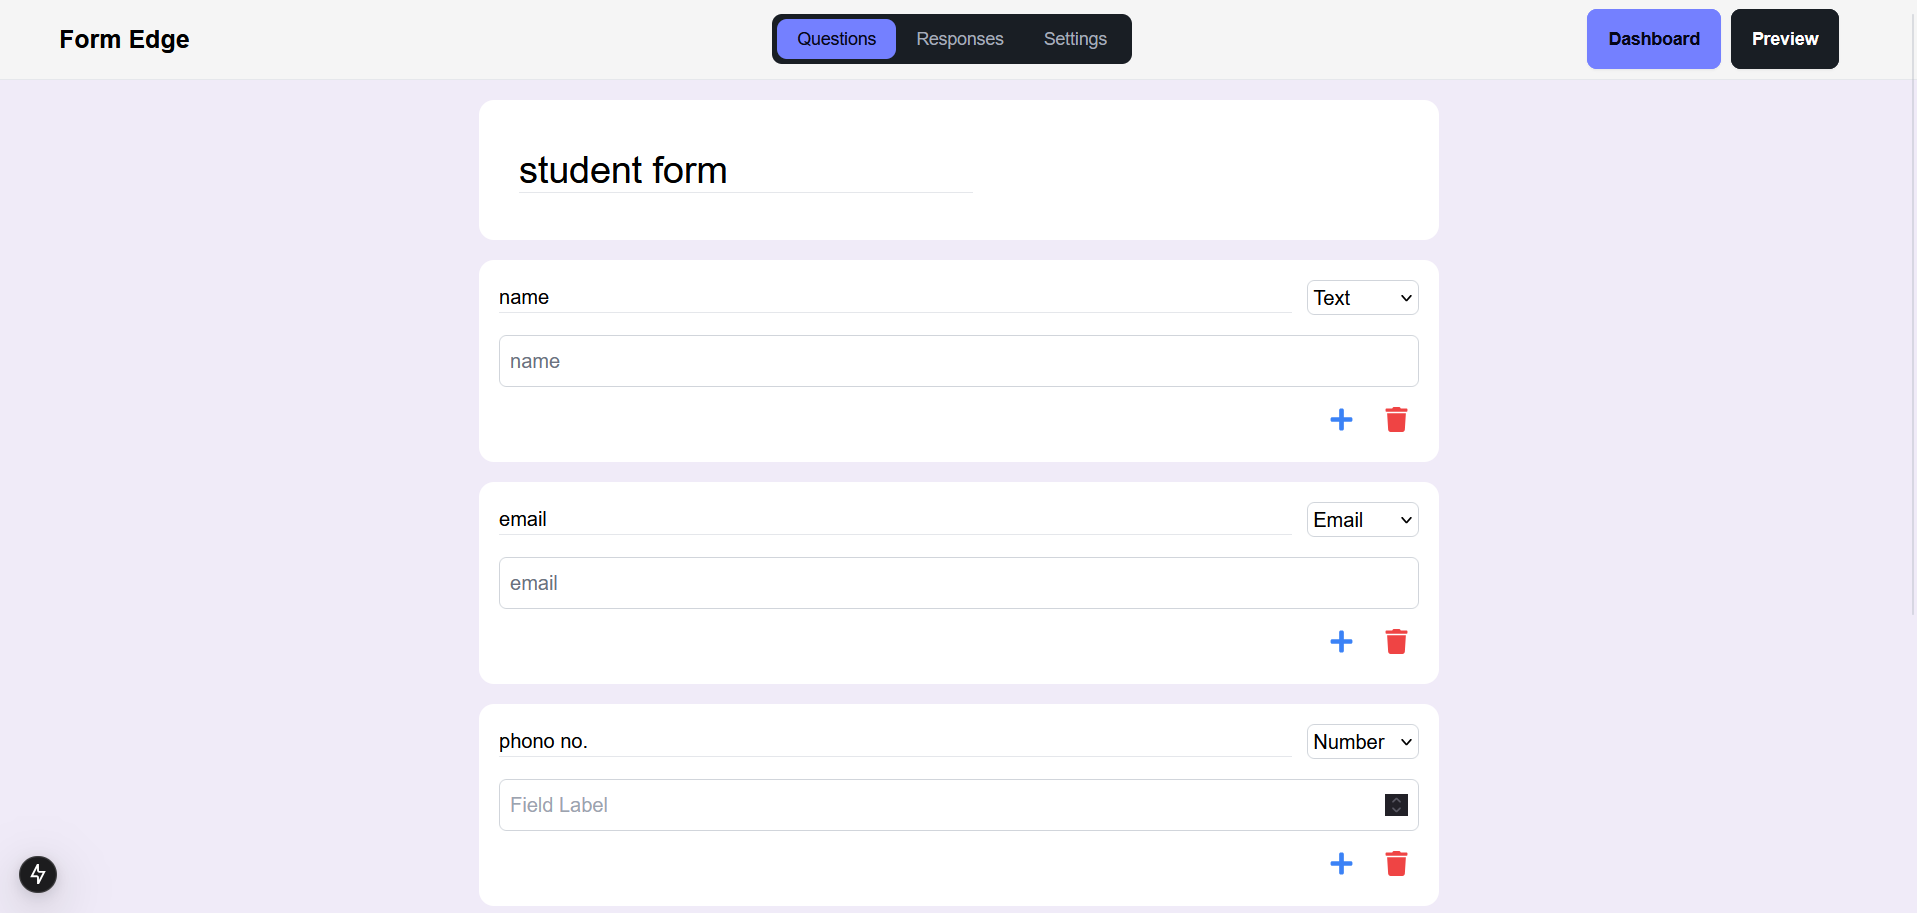 Form Edge
Questions Responses Settings
Dashboard Preview
student form
name
Text
name
email
Email
email
phono no.
Number
Field Label